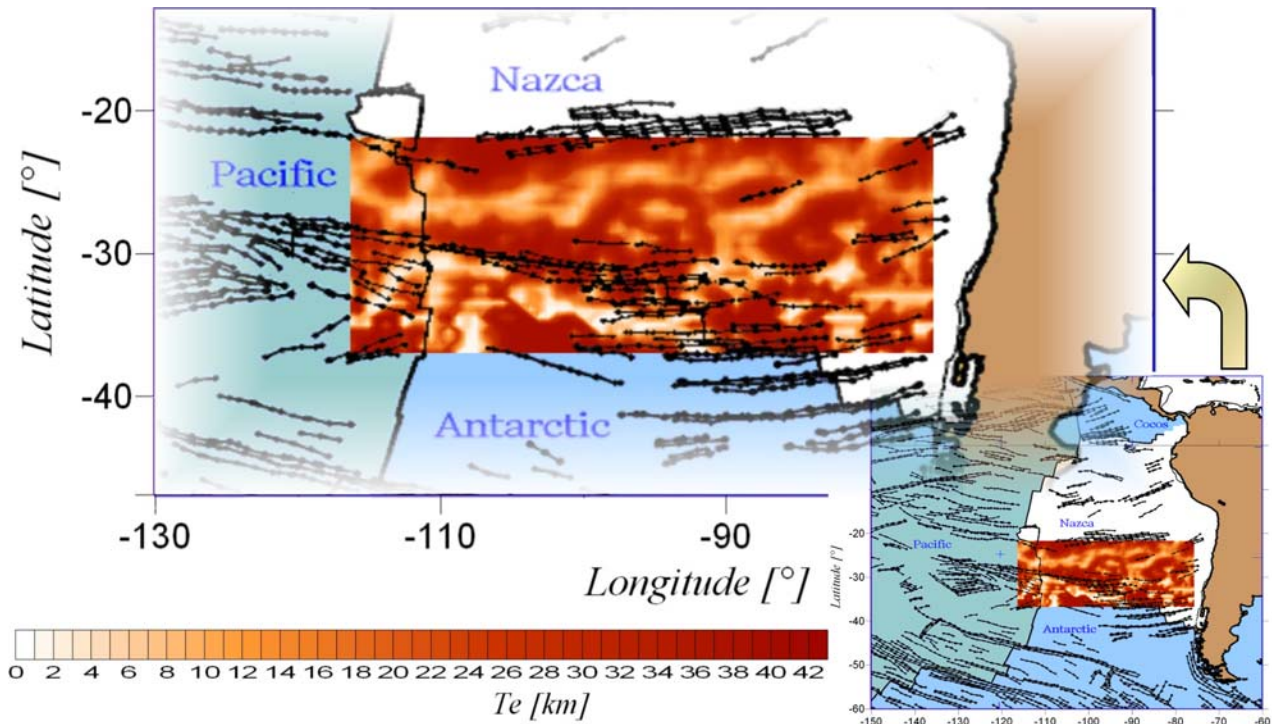 Nazca
-20
Pacific
-30
Latitude [°]
-40
Antarctic
-130
-110
-90
Longitude [°]
0 2 4 6 8 10 12 14 16 18 20 22 24 26 28 30 32 34 36 38 40 42
Te [km]
Cocos
Nazca
Pacific
Antarctic
Latitude [°]
-20
-30
-40
-50
-60
-150 -140 -130 -120 -110 -100 -90 -80 -70 -60